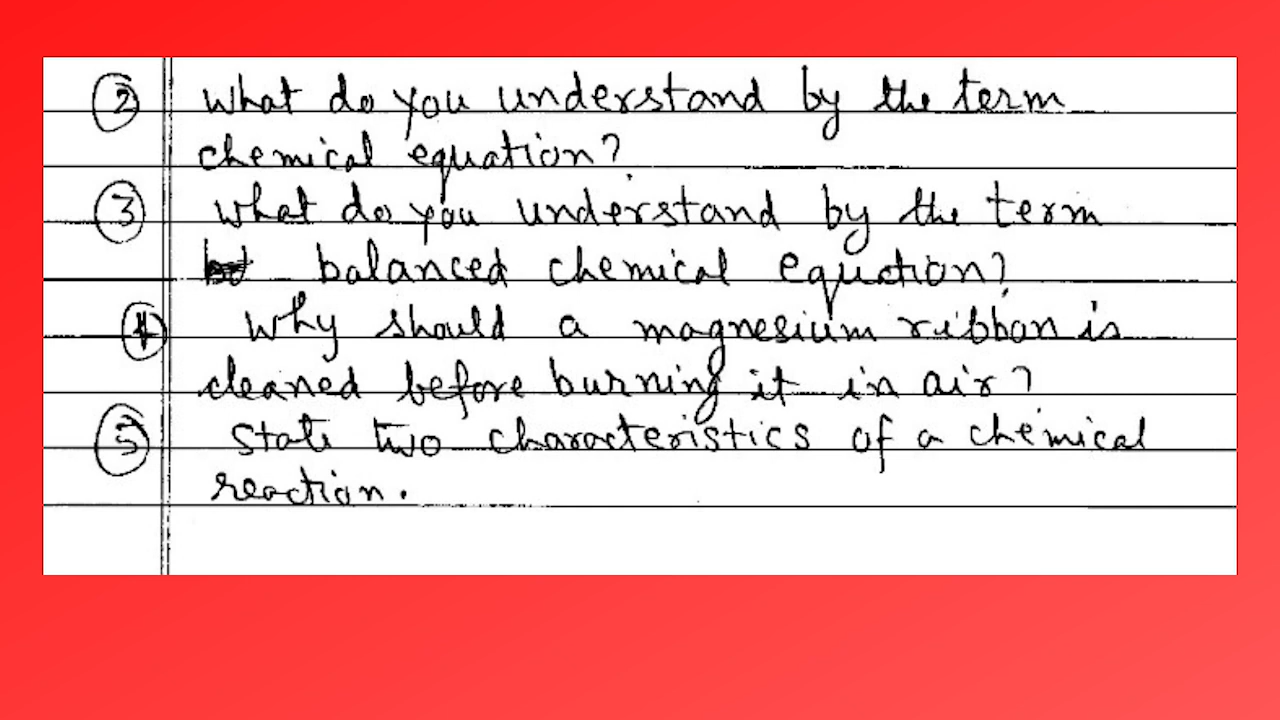 ② What do you understand by the term
chemical equation?
③ What do you understand by the term
balanced chemical equction?
④ Why should a magnesium ribbon is
cleaned before burning it in air?
⑤ State two characteristics of a chemical
reaction.